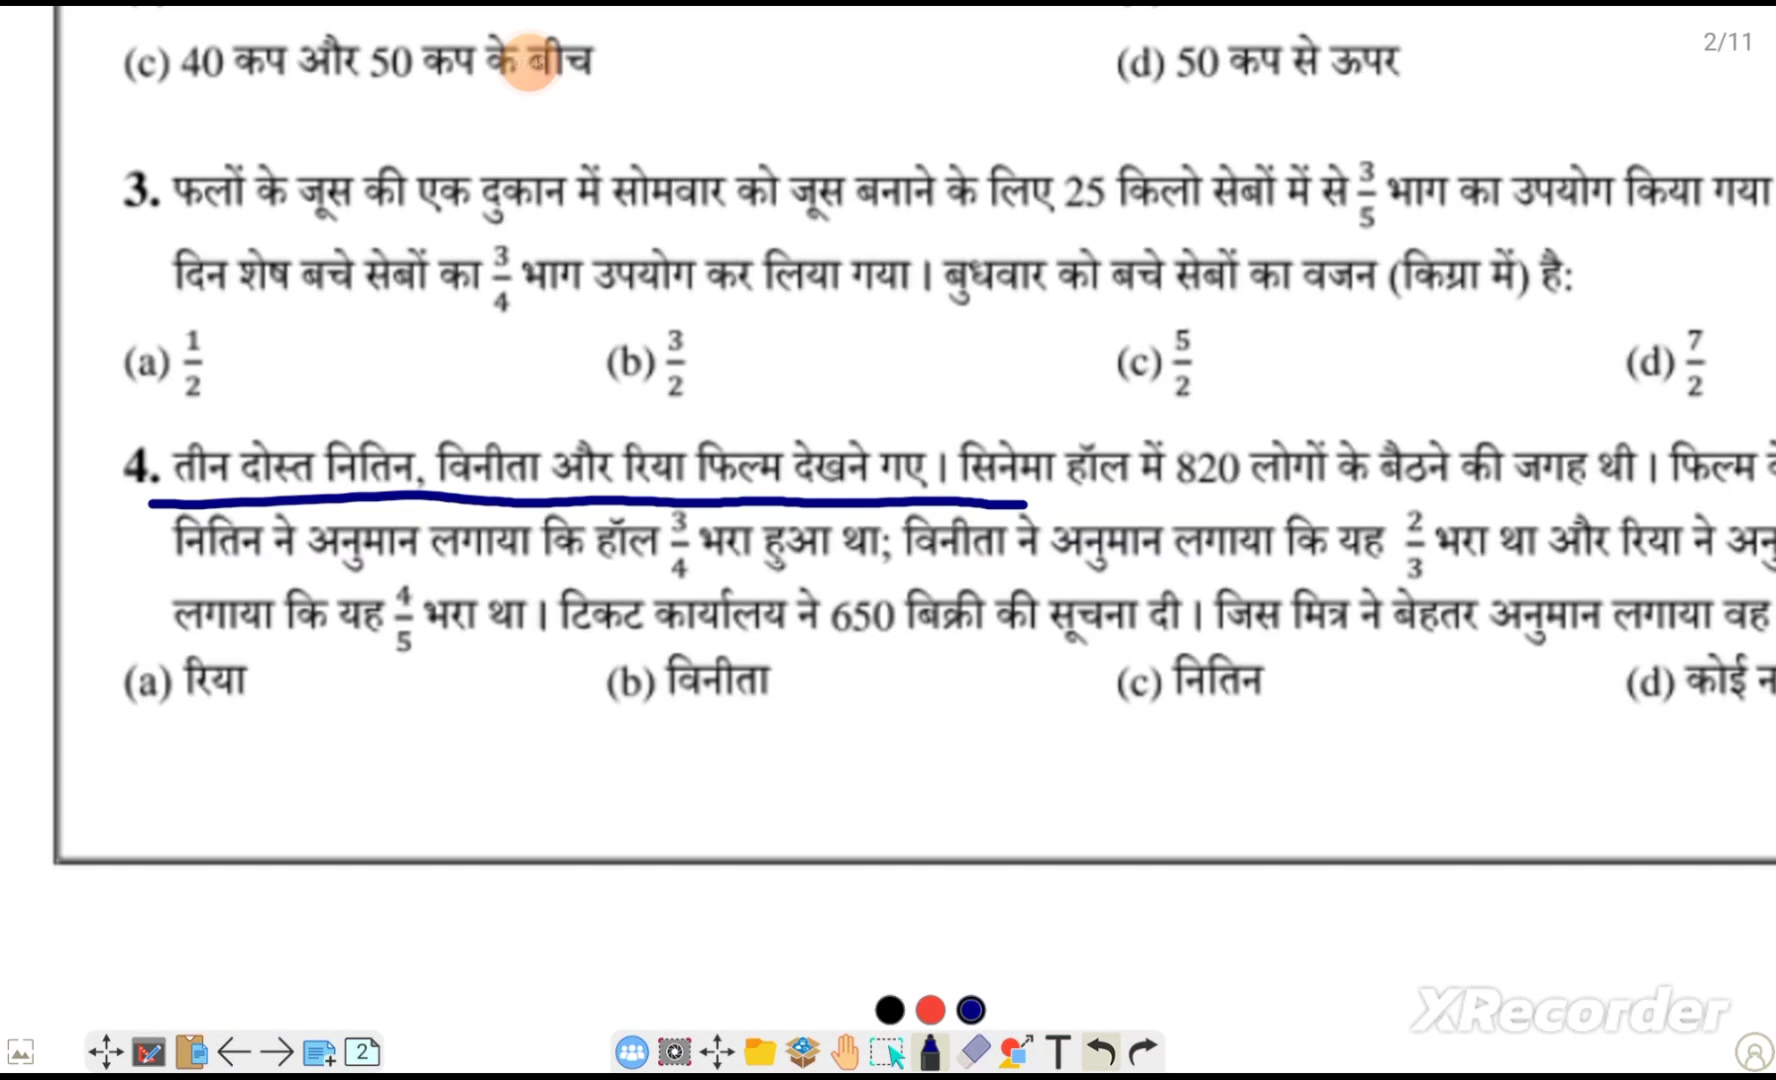 (c) 40 कप और 50 कप के बीच (d) 50 कप से ऊपर
2/11
3. फलों के जूस की एक दुकान में सोमवार को जूस बनाने के लिए 25 किलो सेबों में से 3/5 भाग का उपयोग किया गया
दिन शेष बचे सेबों का 3/4 भाग उपयोग कर लिया गया। बुधवार को बचे सेबों का वजन (किग्रा में) है:
(a) 1/2 (b) 3/2 (c) 5/2 (d) 7/2
4. तीन दोस्त नितिन, विनीता और रिया फिल्म देखने गए। सिनेमा हॉल में 820 लोगों के बैठने की जगह थी। फिल्म
नितिन ने अनुमान लगाया कि हॉल 3/4 भरा हुआ था; विनीता ने अनुमान लगाया कि यह 2/3 भरा था और रिया ने
लगाया कि यह 4/5 भरा था। टिकट कार्यालय ने 650 बिक्री की सूचना दी। जिस मित्र ने बेहतर अनुमान लगाया वह
(a) रिया (b) विनीता (c) नितिन (d) कोई
XRecorder
2
T